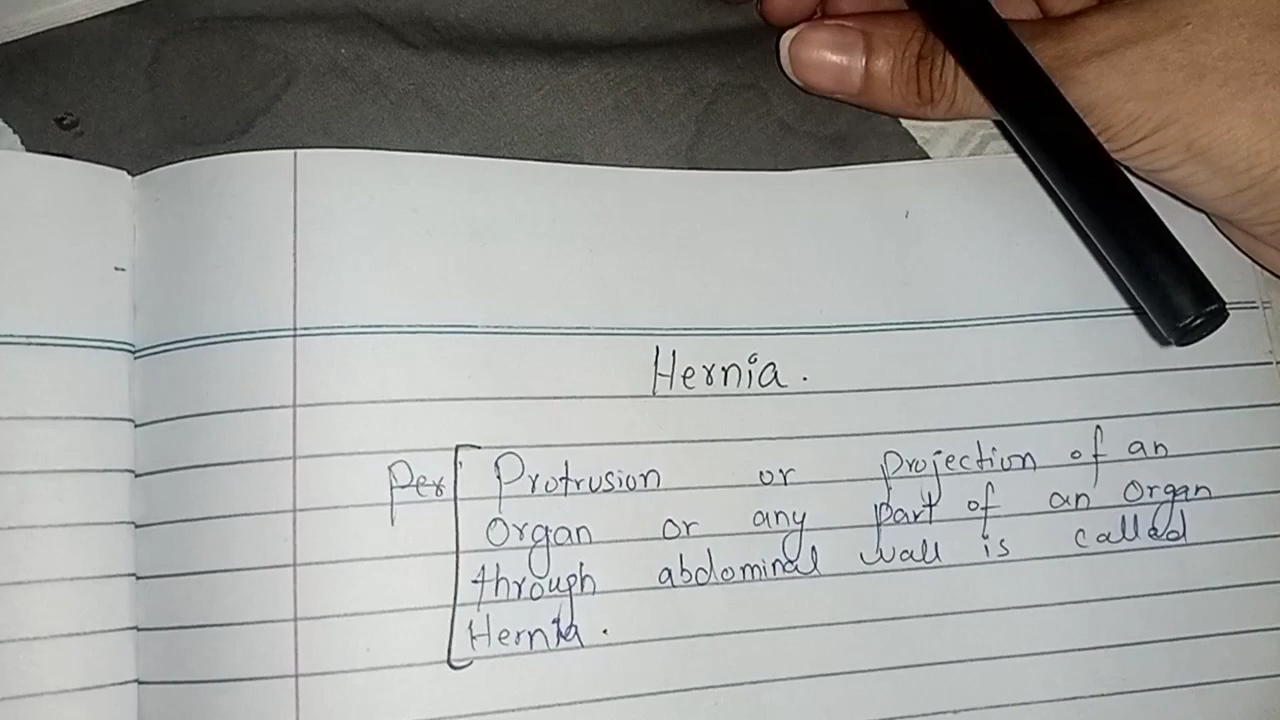 Hernia.
Per Protrusion or projection of an
organ or any part of an organ
through abdominal wall is called
Hernia.